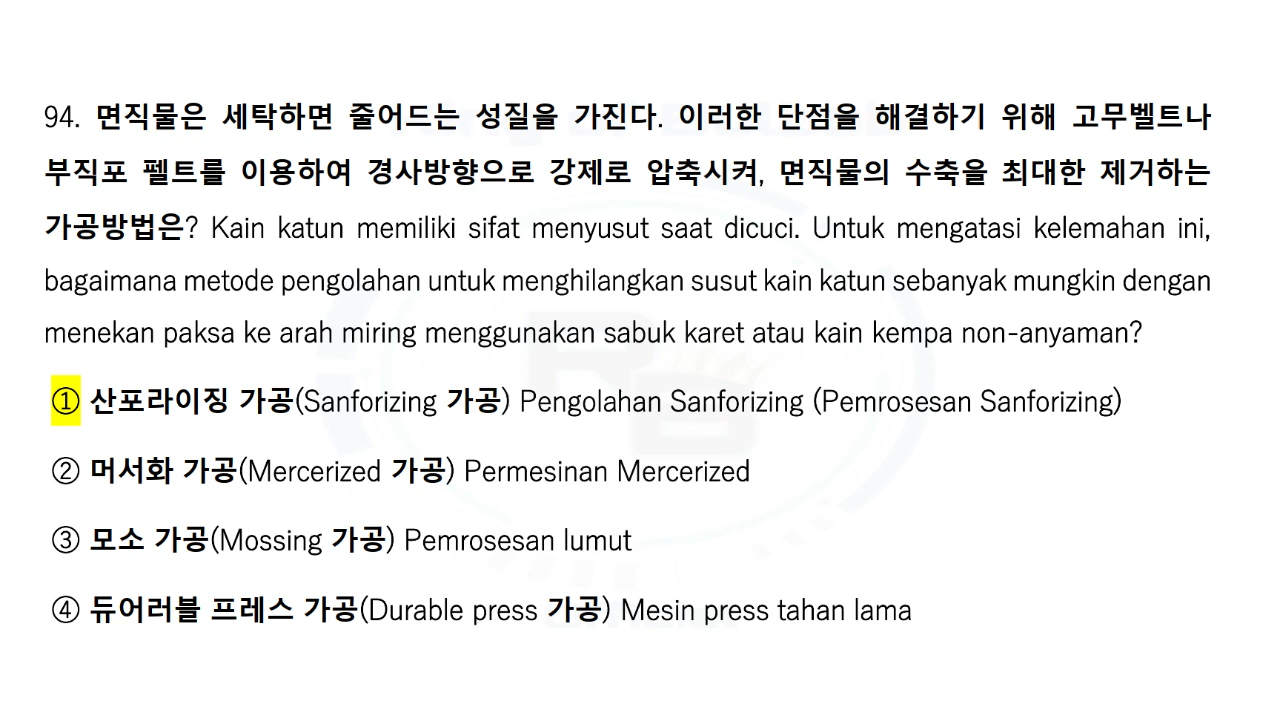 94. 면직물은 세탁하면 줄어드는 성질을 가진다. 이러한 단점을 해결하기 위해 고무벨트나
부직포 펠트를 이용하여 경사방향으로 강제로 압축시켜, 면직물의 수축을 최대한 제거하는
가공방법은? Kain katun memiliki sifat menyusut saat dicuci. Untuk mengatasi kelemahan ini,
bagaimana metode pengolahan untuk menghilangkan susut kain katun sebanyak mungkin dengan
menekan paksa ke arah miring menggunakan sabuk karet atau kain kempa non-anyaman?
① 산포라이징 가공(Sanforizing 가공) Pengolahan Sanforizing (Pemrosesan Sanforizing)
② 머서화 가공(Mercerized 가공) Permesinan Mercerized
③ 모소 가공(Mossing 가공) Pemrosesan lumut
④ 듀어러블 프레스 가공(Durable press 가공) Mesin press tahan lama